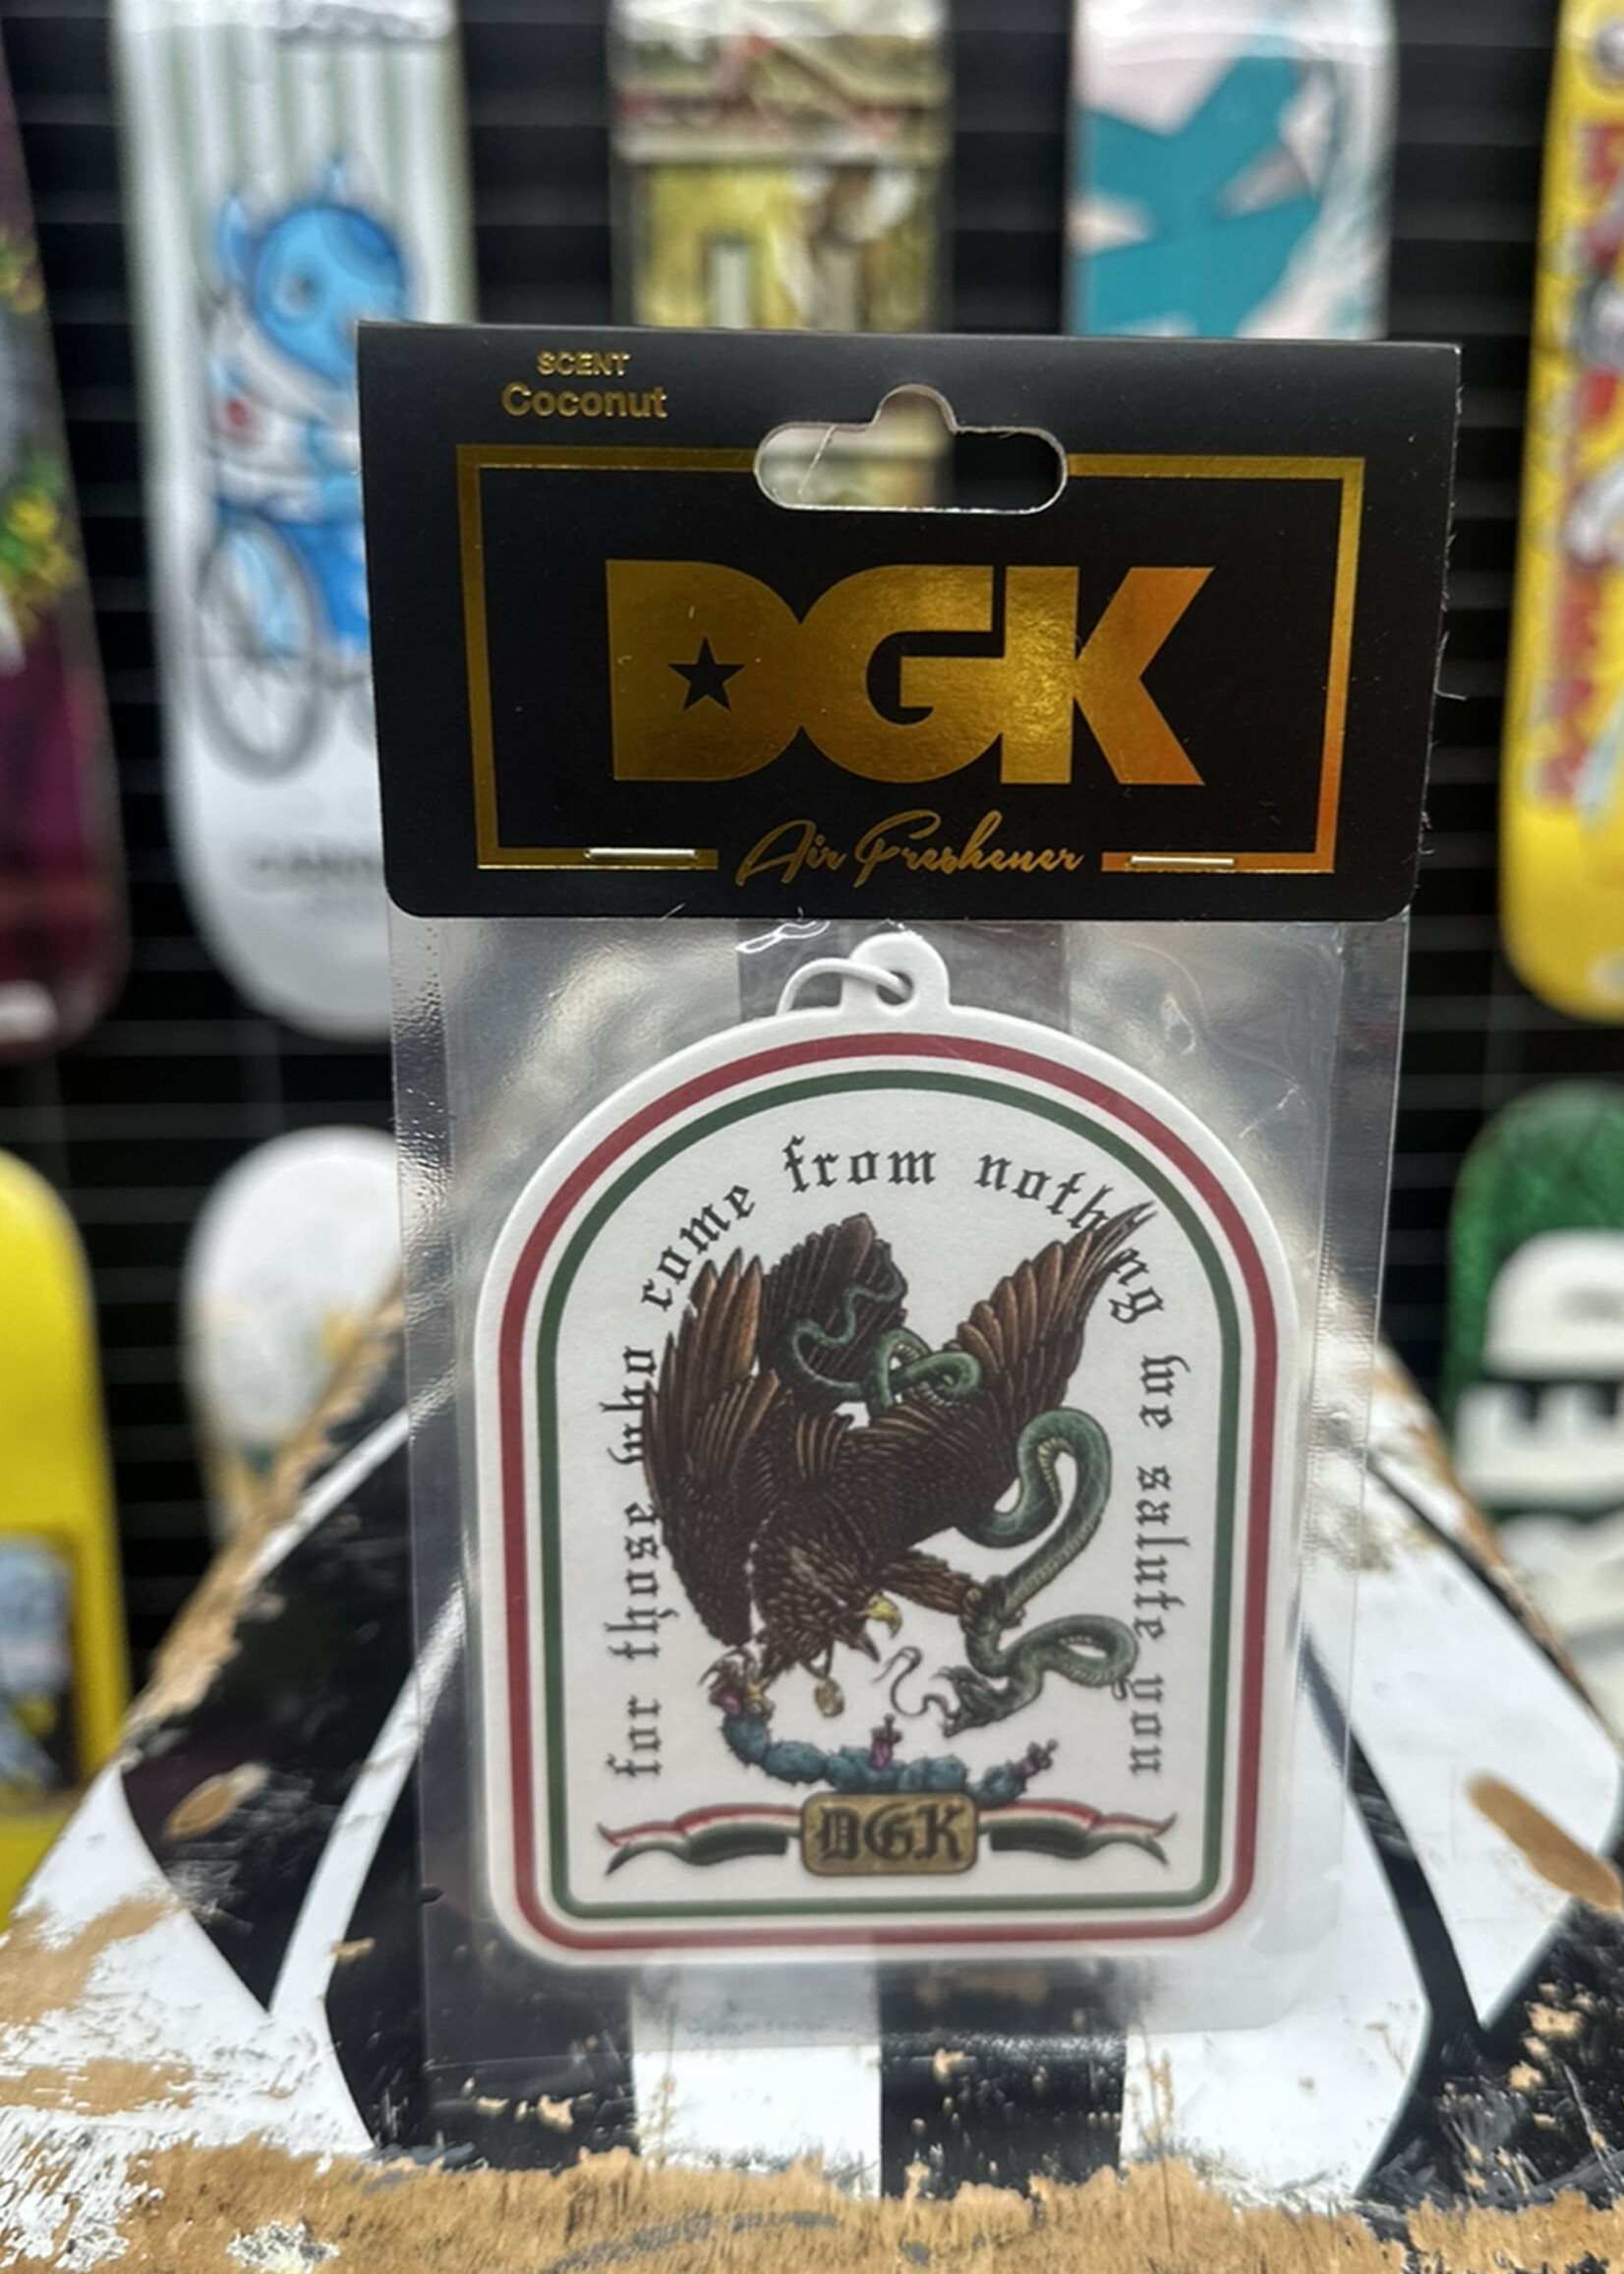 SCENT
Coconut
DGK
Air Freshener
for those who come from nothing we salute you
DGK